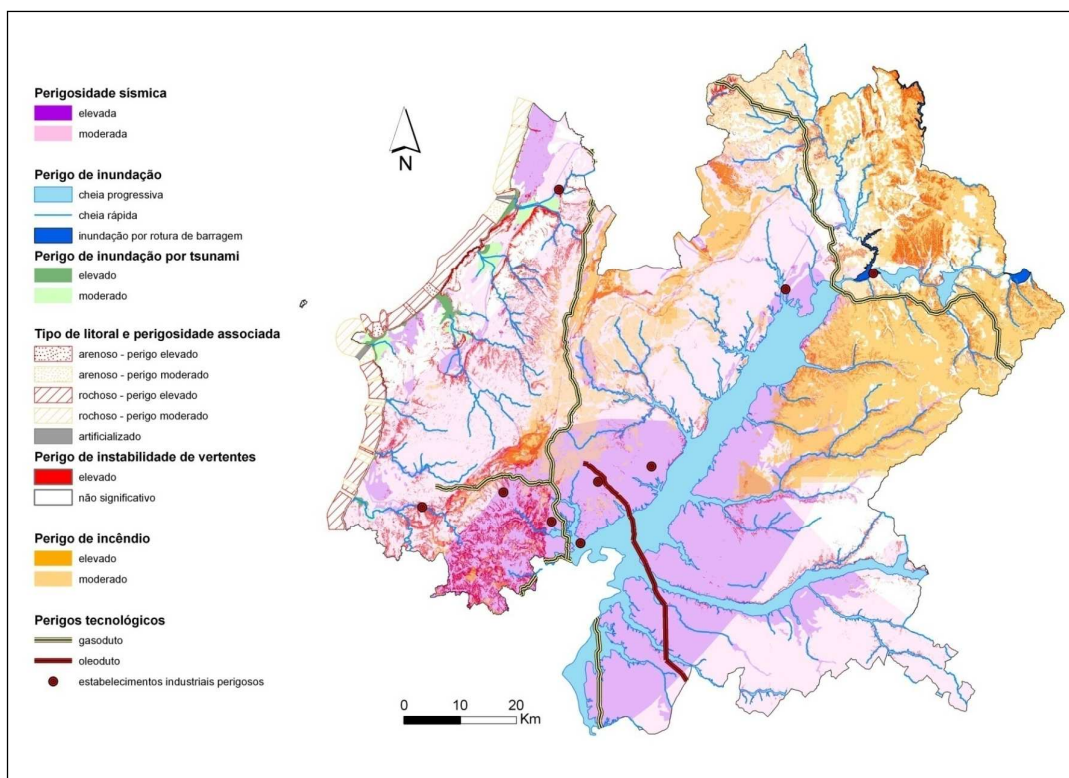 Perigosidade sísmica
elevada
moderada
Perigo de inundação
cheia progressiva
cheia rápida
inundação por rotura de barragem
Perigo de inundação por tsunami
elevado
moderado
Tipo de litoral e perigosidade associada
arenoso - perigo elevado
arenoso - perigo moderado
rochoso - perigo elevado
rochoso - perigo moderado
artificializado
Perigo de instabilidade de vertentes
elevado
não significativo
Perigo de incêndio
elevado
moderado
Perigos tecnológicos
gasoduto
oleoduto
estabelecimentos industriais perigosos
N
0 10 20
Km